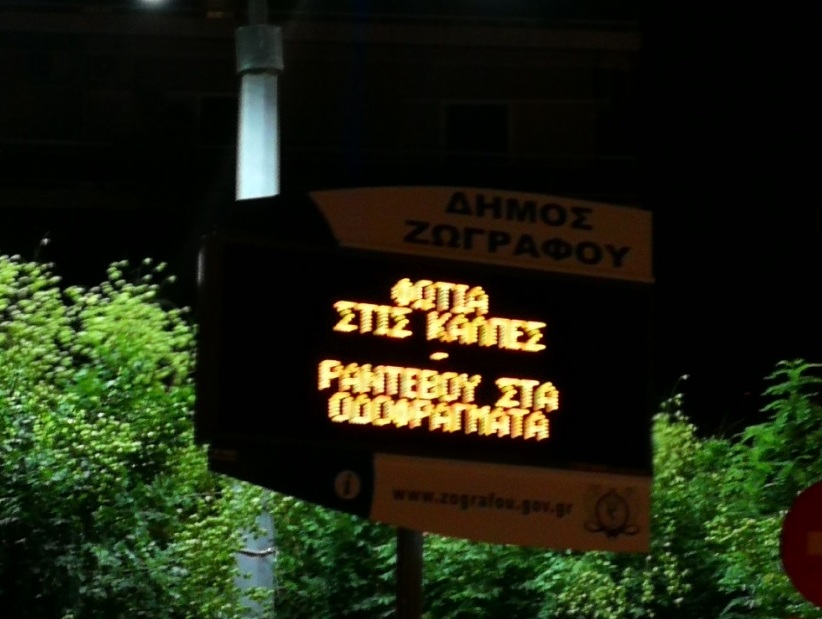 ΔΗΜΟΣ
ΖΩΓΡΑΦΟΥ
ΦΩΤΙΑ
ΣΤΙΣ ΚΑΛΠΕΣ
-
ΡΑΝΤΕΒΟΥ ΣΤΑ
ΟΔΟΦΡΑΓΜΑΤΑ
i
www.zografou.gov.gr